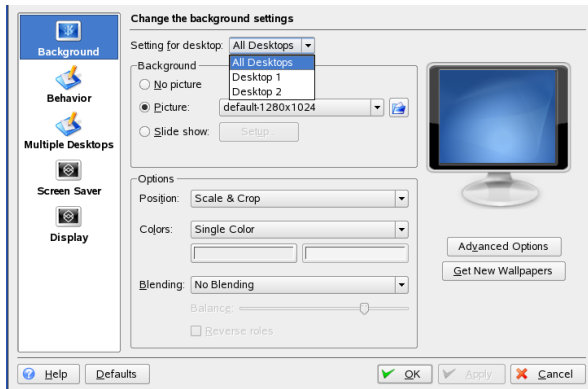 Change the background settings
Setting for desktop: All Desktops
All Desktops
Desktop 1
Desktop 2
Background
Behavior
Multiple Desktops
Screen Saver
Display
Background
No picture
Picture: default-1280x1024
Slide show: Setup...
Options
Position: Scale & Crop
Colors: Single Color
Blending: No Blending
Balance:
Reverse roles
Advanced Options
Get New Wallpapers
Help Defaults OK Apply Cancel